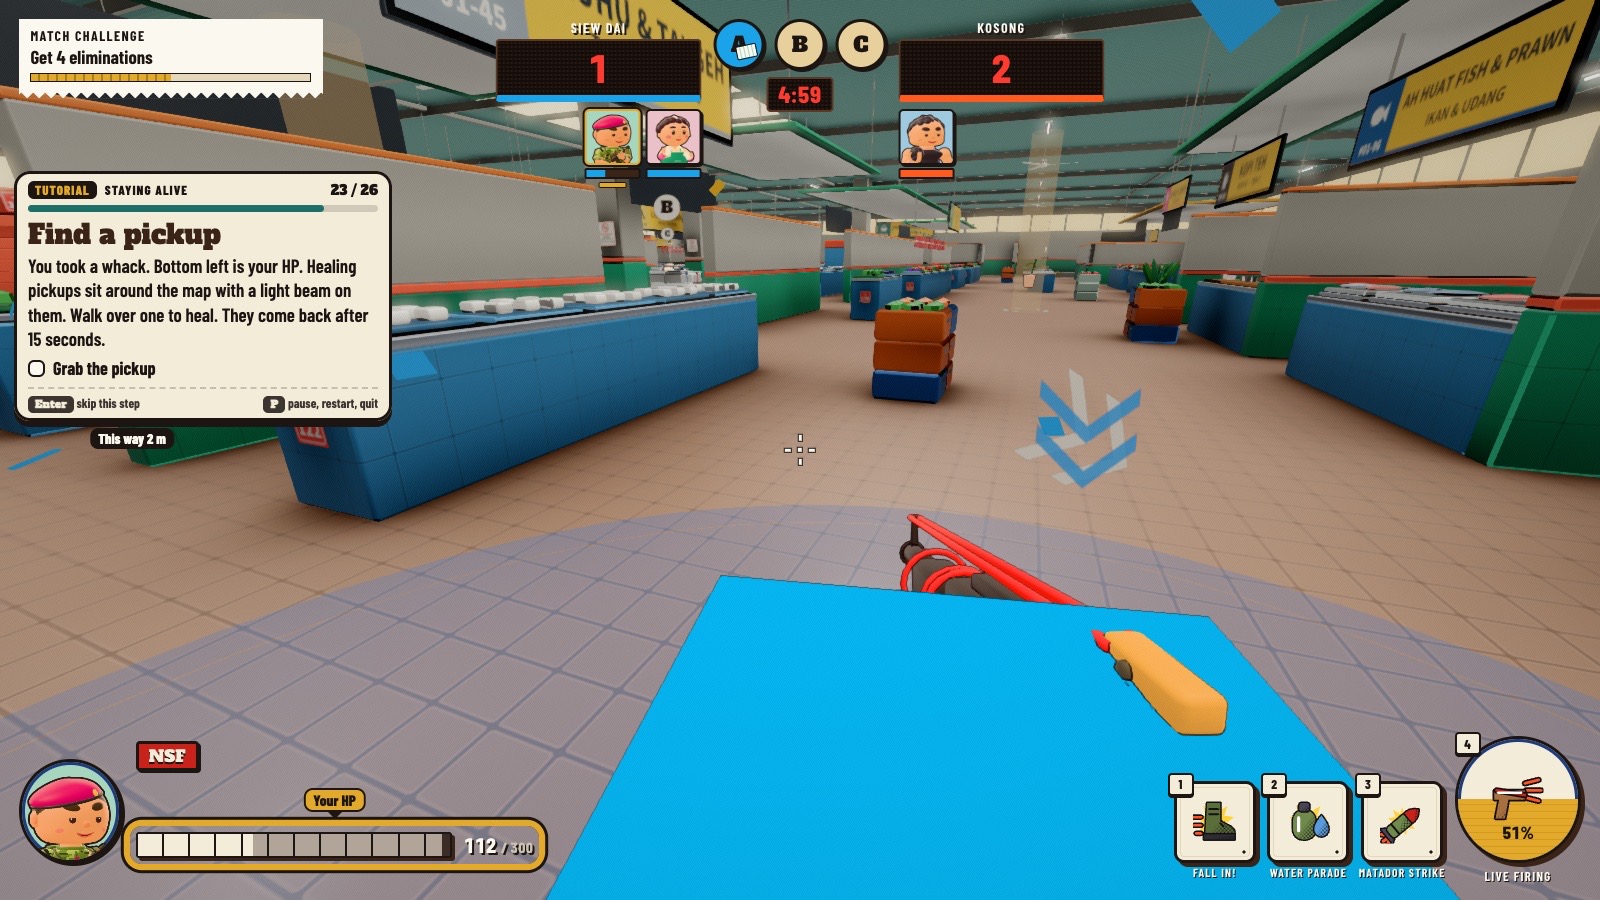 MATCH CHALLENGE
Get 4 eliminations
SIEW DAI
1
A
B
C
4:59
KOSONG
2
AH HUAT FISH & PRAWN
IKAN & UDANG
TUTORIAL
STAYING ALIVE
23 / 26
Find a pickup
You took a whack. Bottom left is your HP. Healing
pickups sit around the map with a light beam on
them. Walk over one to heal. They come back after
15 seconds.
Grab the pickup
Enter skip this step
P pause, restart, quit
This way 2 m
B
C
NSF
Your HP
112 / 300
1
2
3
4
FALL IN!
WATER PARADE
MATADOR STRIKE
51%
LIVE FIRING